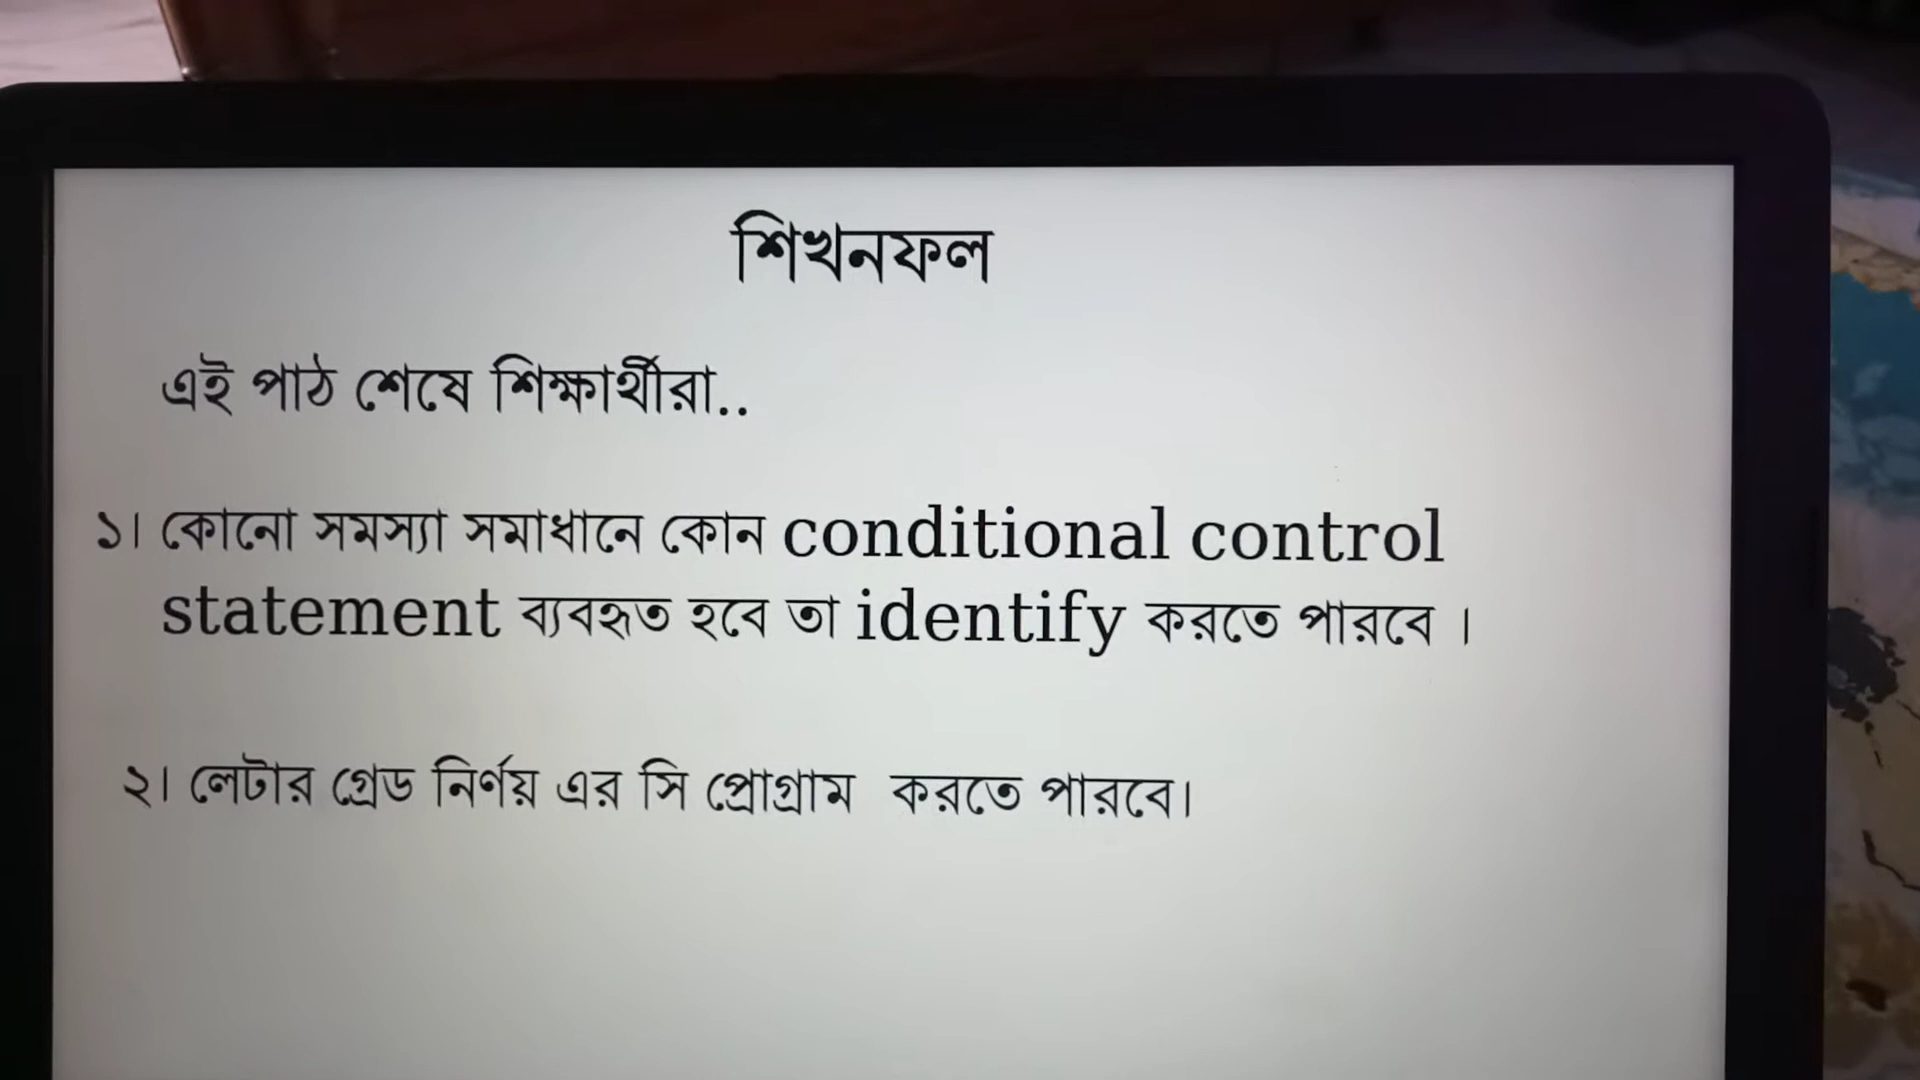 শিখনফল
এই পাঠ শেষে শিক্ষার্থীরা..
১। কোনো সমস্যা সমাধানে কোন conditional control
statement ব্যবহৃত হবে তা identify করতে পারবে ।
২। লেটার গ্রেড নির্ণয় এর সি প্রোগ্রাম করতে পারবে।